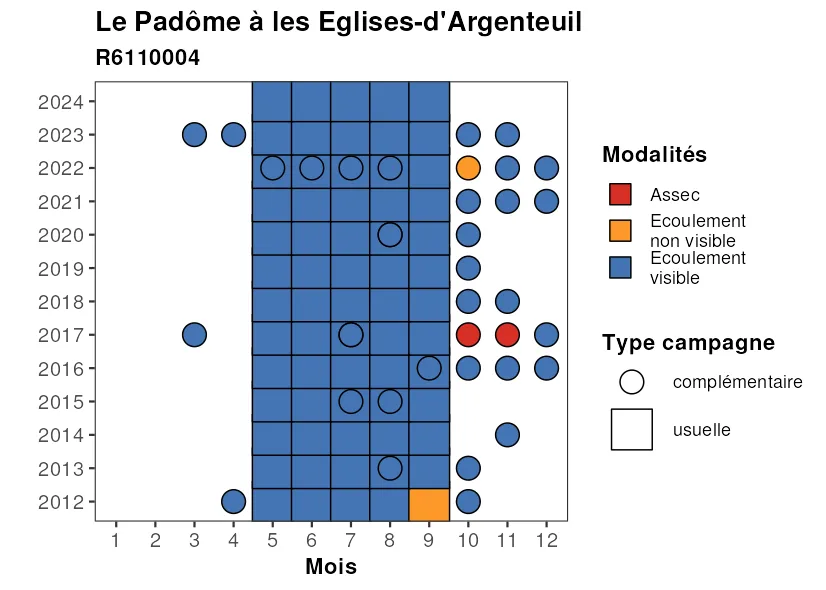 Le Padôme à les Eglises-d'Argenteuil
R6110004
2024
2023
2022
2021
2020
2019
2018
2017
2016
2015
2014
2013
2012
1 2 3 4 5 6 7 8 9 10 11 12
Mois
Modalités
Assec
Ecoulement
non visible
Ecoulement
visible
Type campagne
complémentaire
usuelle